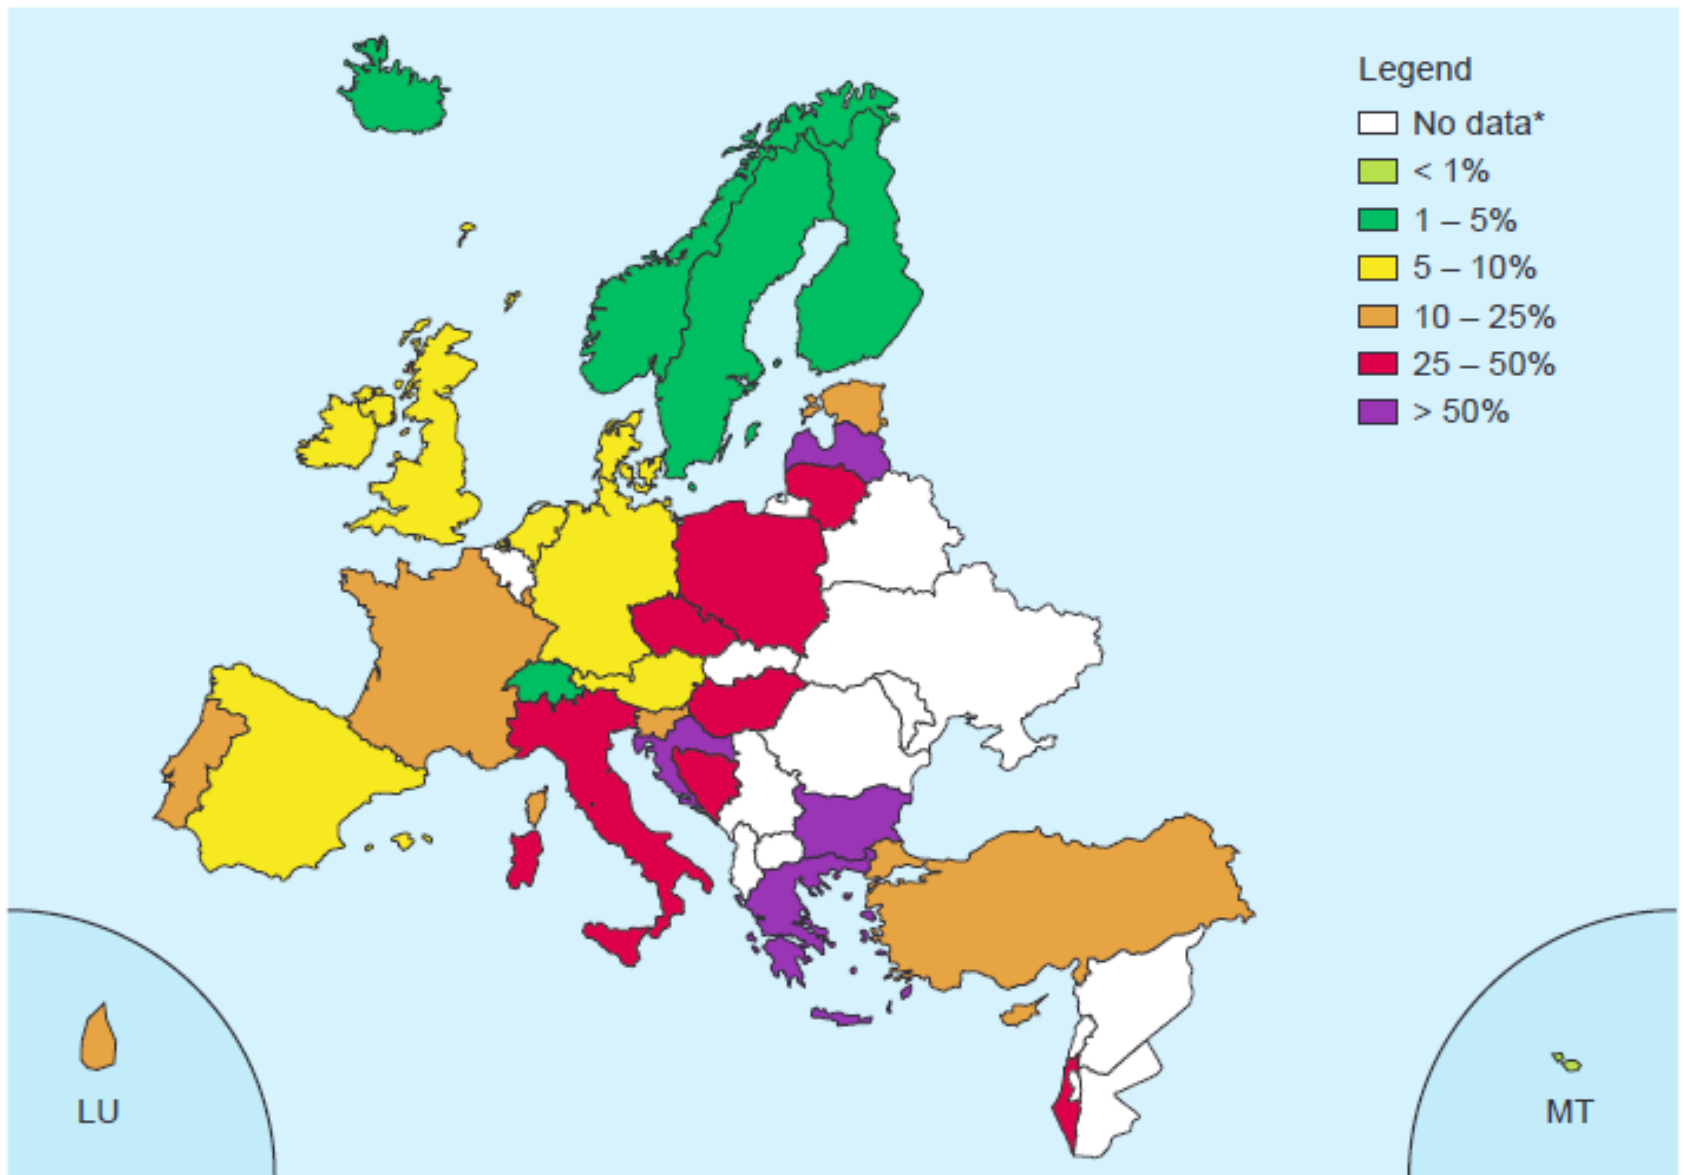 Legend
No data*
< 1%
1 – 5%
5 – 10%
10 – 25%
25 – 50%
> 50%
LU
MT